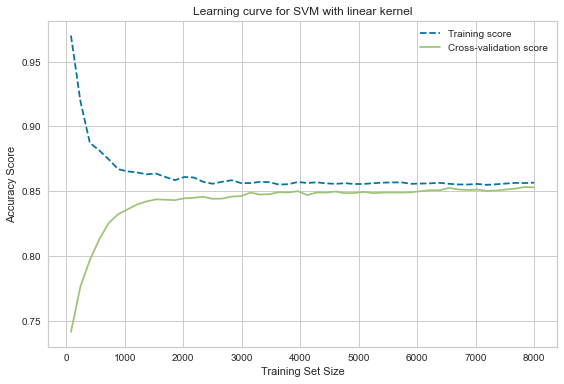 Learning curve for SVM with linear kernel
Training score
Cross-validation score
0.95
0.90
0.85
0.80
0.75
Accuracy Score
0 1000 2000 3000 4000 5000 6000 7000 8000
Training Set Size